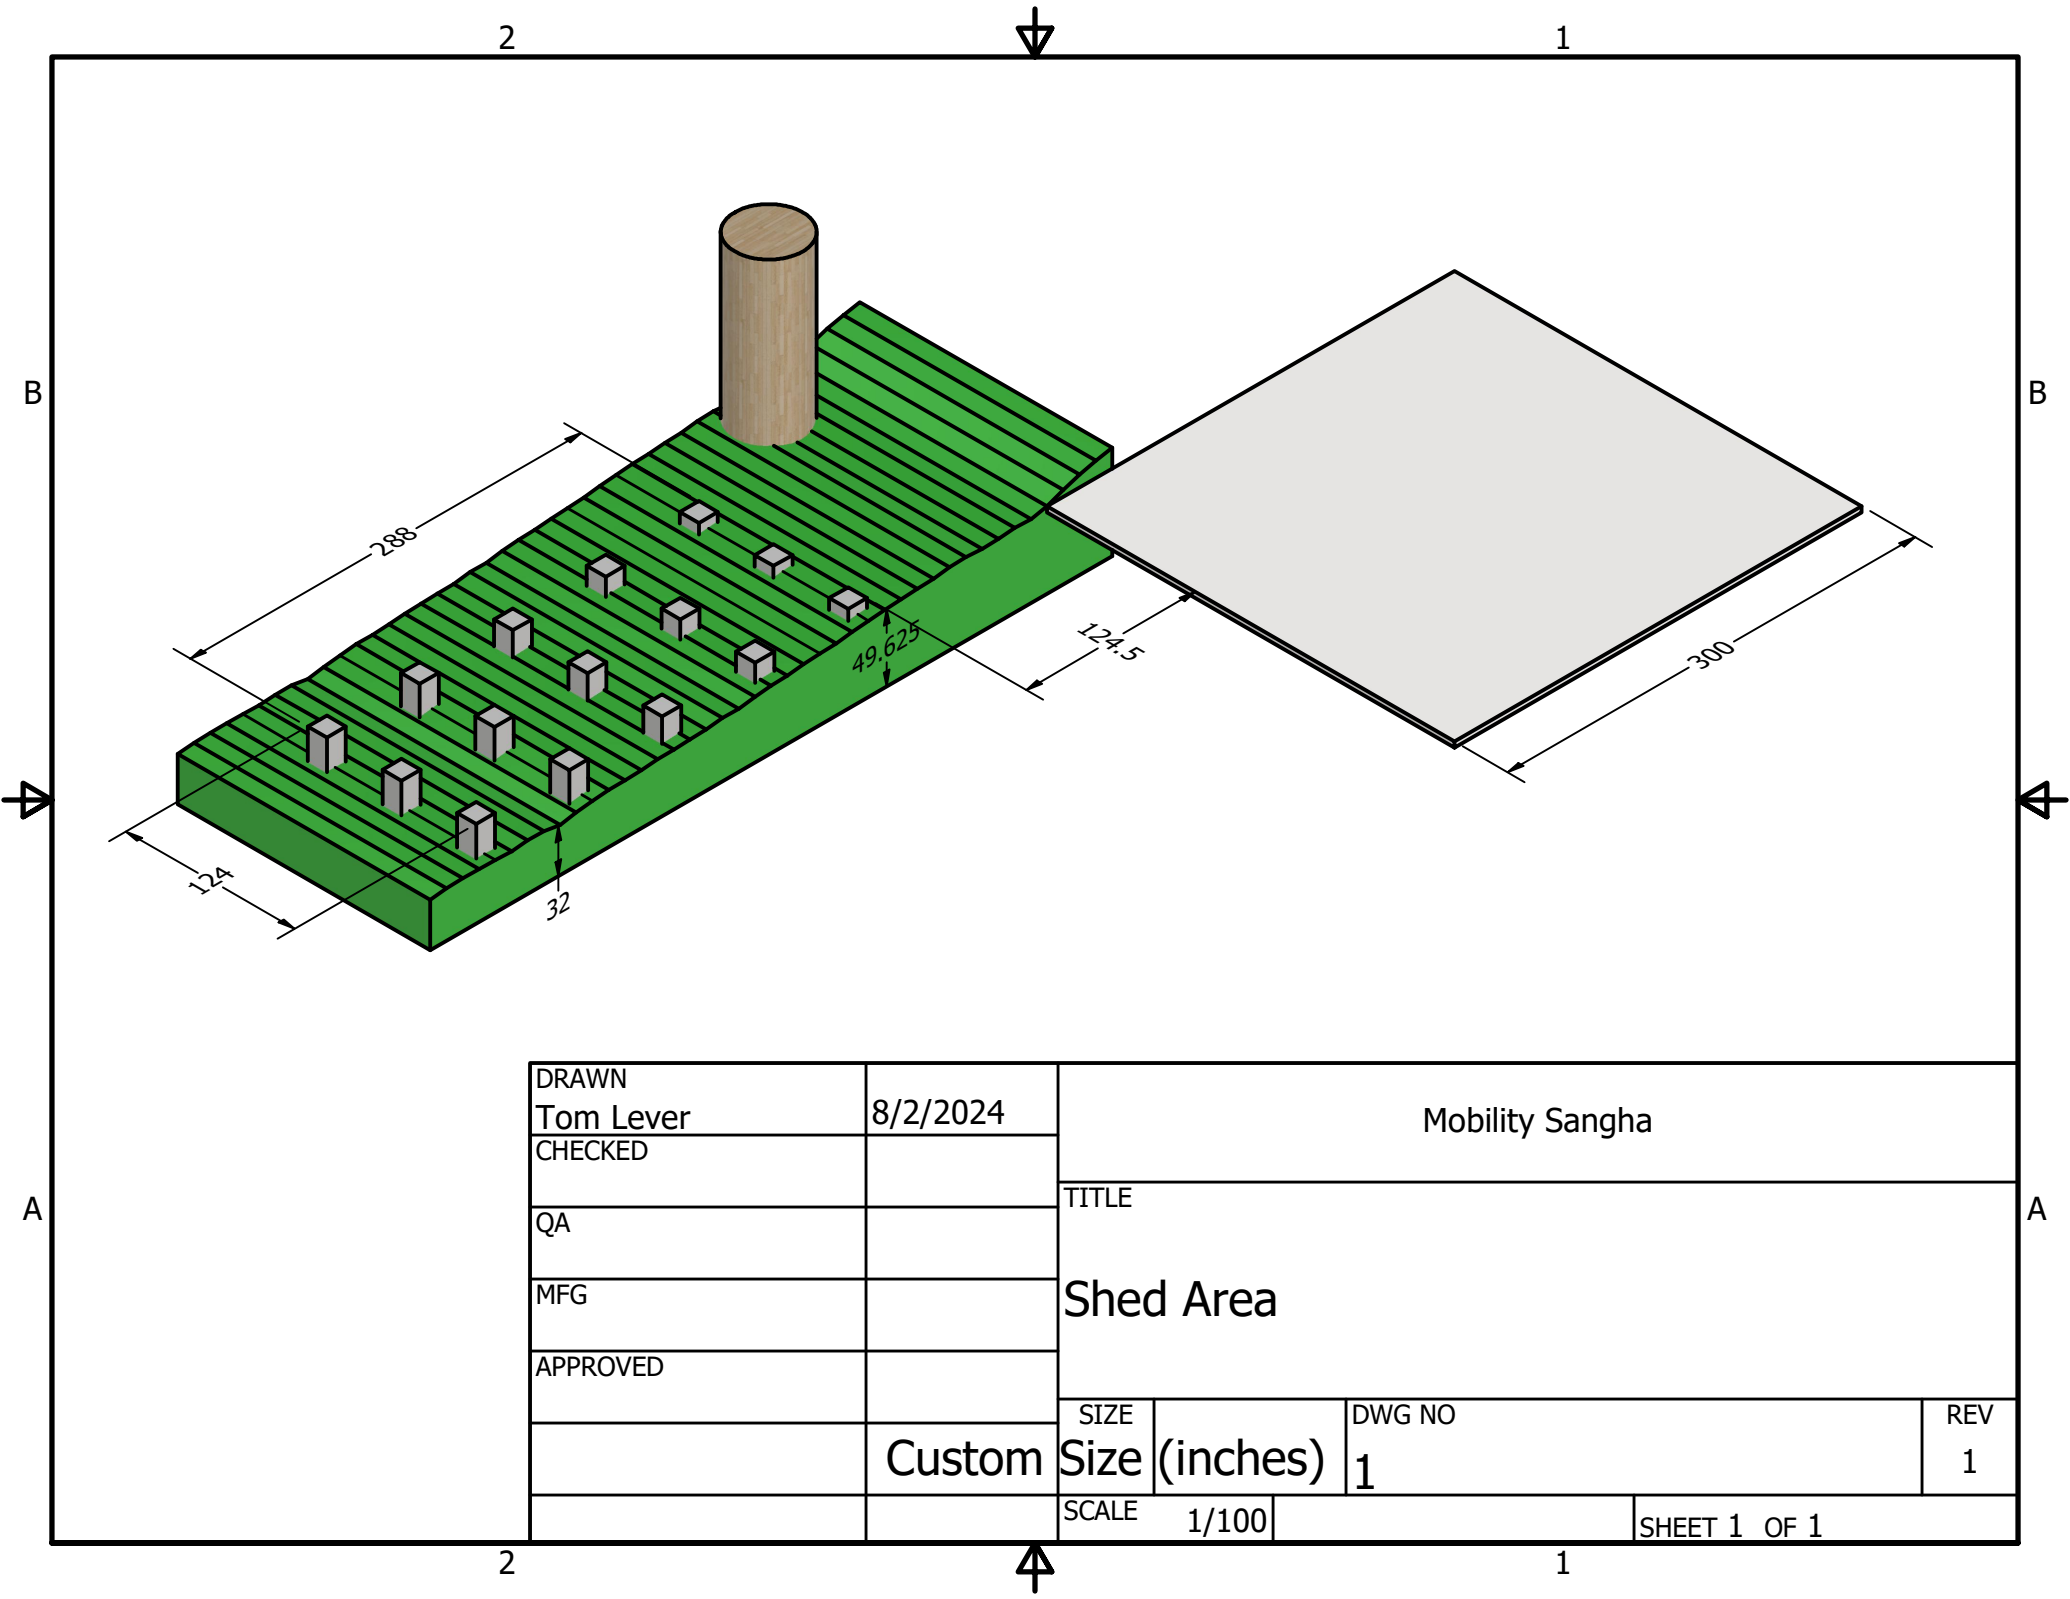 2
1
B
B
288
49.625
124.5
300
124
32
DRAWN
Tom Lever
8/2/2024
Mobility Sangha
CHECKED
TITLE
A
A
QA
MFG
Shed Area
APPROVED
SIZE
DWG NO
REV
Custom Size (inches)
1
1
SCALE
1/100
SHEET 1 OF 1
2
1